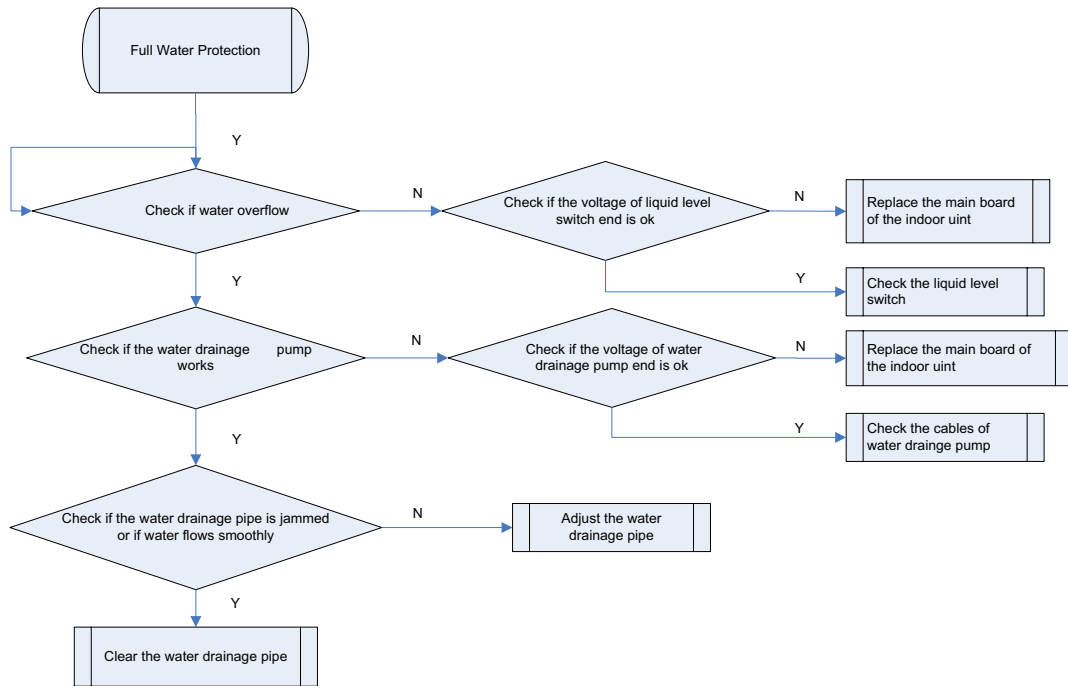 Full Water Protection
Y
Check if water overflow
N
Check if the voltage of liquid level
switch end is ok
N
Replace the main board
of the indoor uint
Y
Y
Check the liquid level
switch
Check if the water drainage pump
works
N
Check if the voltage of water
drainage pump end is ok
N
Replace the main board of
the indoor uint
Y
Y
Check the cables of
water drainge pump
Check if the water drainage pipe is jammed
or if water flows smoothly
N
Adjust the water
drainage pipe
Y
Clear the water drainage pipe